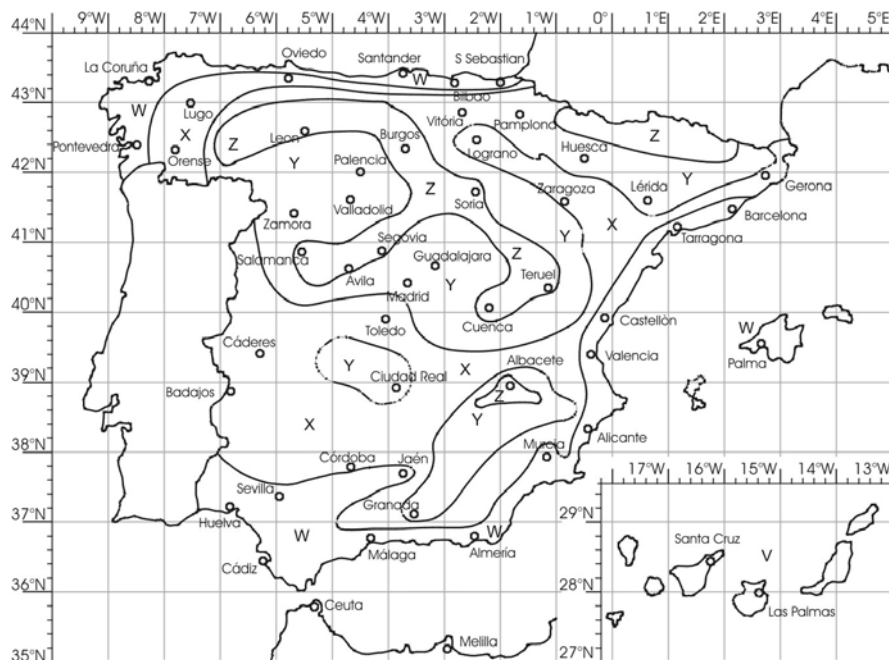 9°W 8°W 7°W 6°W 5°W 4°W 3°W 2°W 1°W 0° 1°E 2°E 3°E 4°E 5°E
44°N
Oviedo Santander S Sebastian
La Coruña
W
43°N
Bilbao
W
Lugo
Vitória Pamplond
X Leon Burgos
Pontevedra Z Z
Orense Lograno Huesca
42°N
Y Palencia
Z Zaragoza Lérida Y Gerona
Valladolid Soria
Zamora X Barcelona
41°N
Segovia Y Tarragona
Salamanca Guadalajara Z
Avila Y Teruel
Madrid
40°N
Toledo Cuenca Castellòn
W
Cáderes Albacete Valencia Palma
Y X
39°N
Ciudad Real
Badajos Z
X Y
Alicante
38°N
Córdoba Jaén Murcia
17°W 16°W 15°W 14°W 13°W
Sevilla
Granada
37°N
29°N
Huelva W W
Santa Cruz
Málaga Almería V
Cádiz
36°N
28°N
Ceuta Las Palmas
Melilla
35°N
27°N